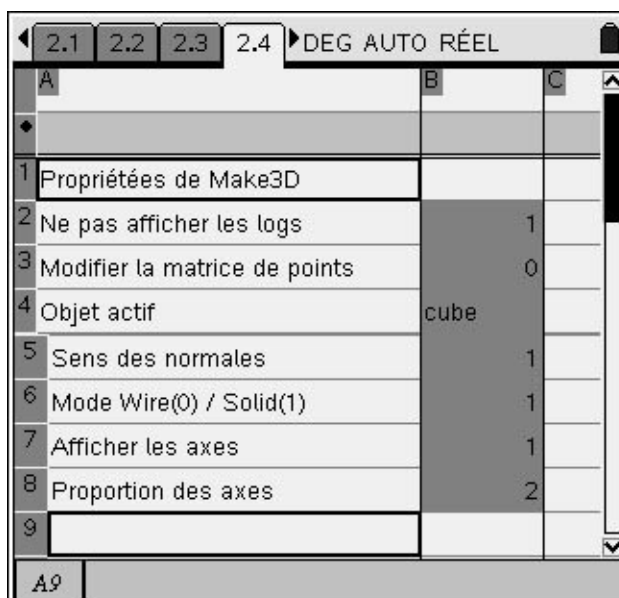 2.1 2.2 2.3 2.4 DEG AUTO RÉEL
A B C
1 Propriétées de Make3D
2 Ne pas afficher les logs 1
3 Modifier la matrice de points 0
4 Objet actif cube
5 Sens des normales 1
6 Mode Wire(0) / Solid(1) 1
7 Afficher les axes 1
8 Proportion des axes 2
9
A9